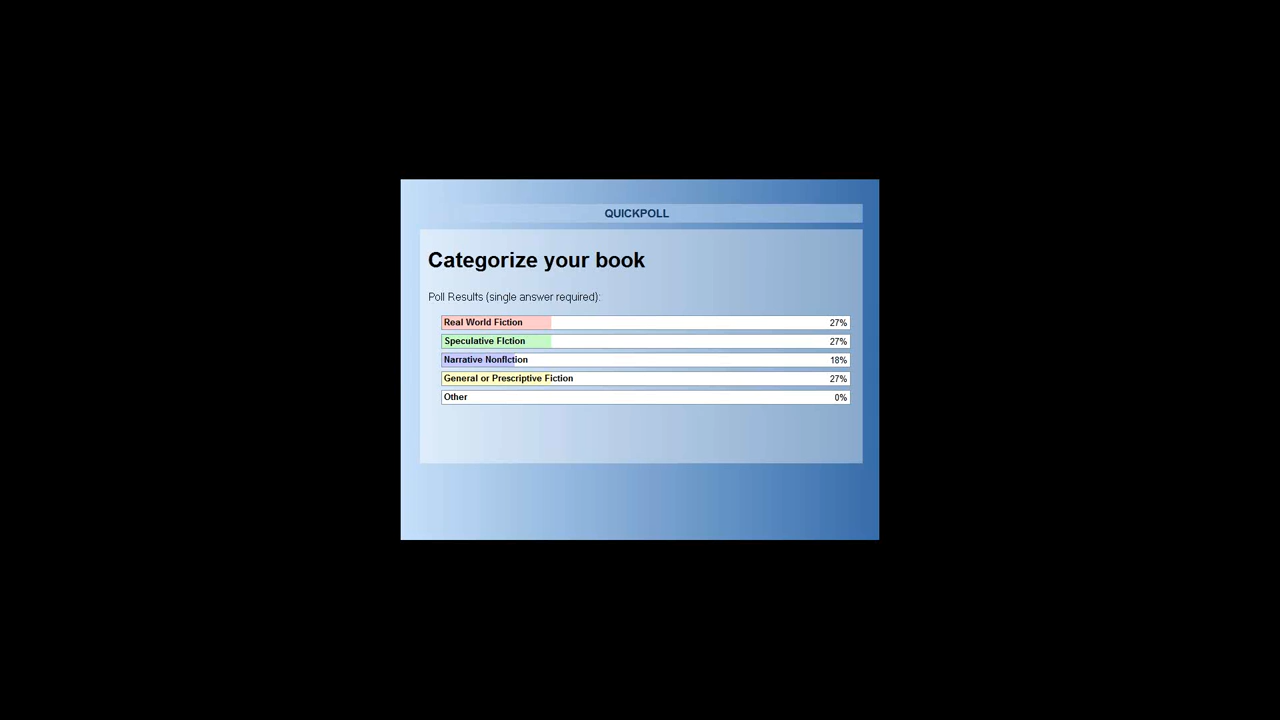 QUICKPOLL
Categorize your book
Poll Results (single answer required):
Real World Fiction 27%
Speculative Fiction 27%
Narrative Nonfiction 18%
General or Prescriptive Fiction 27%
Other 0%